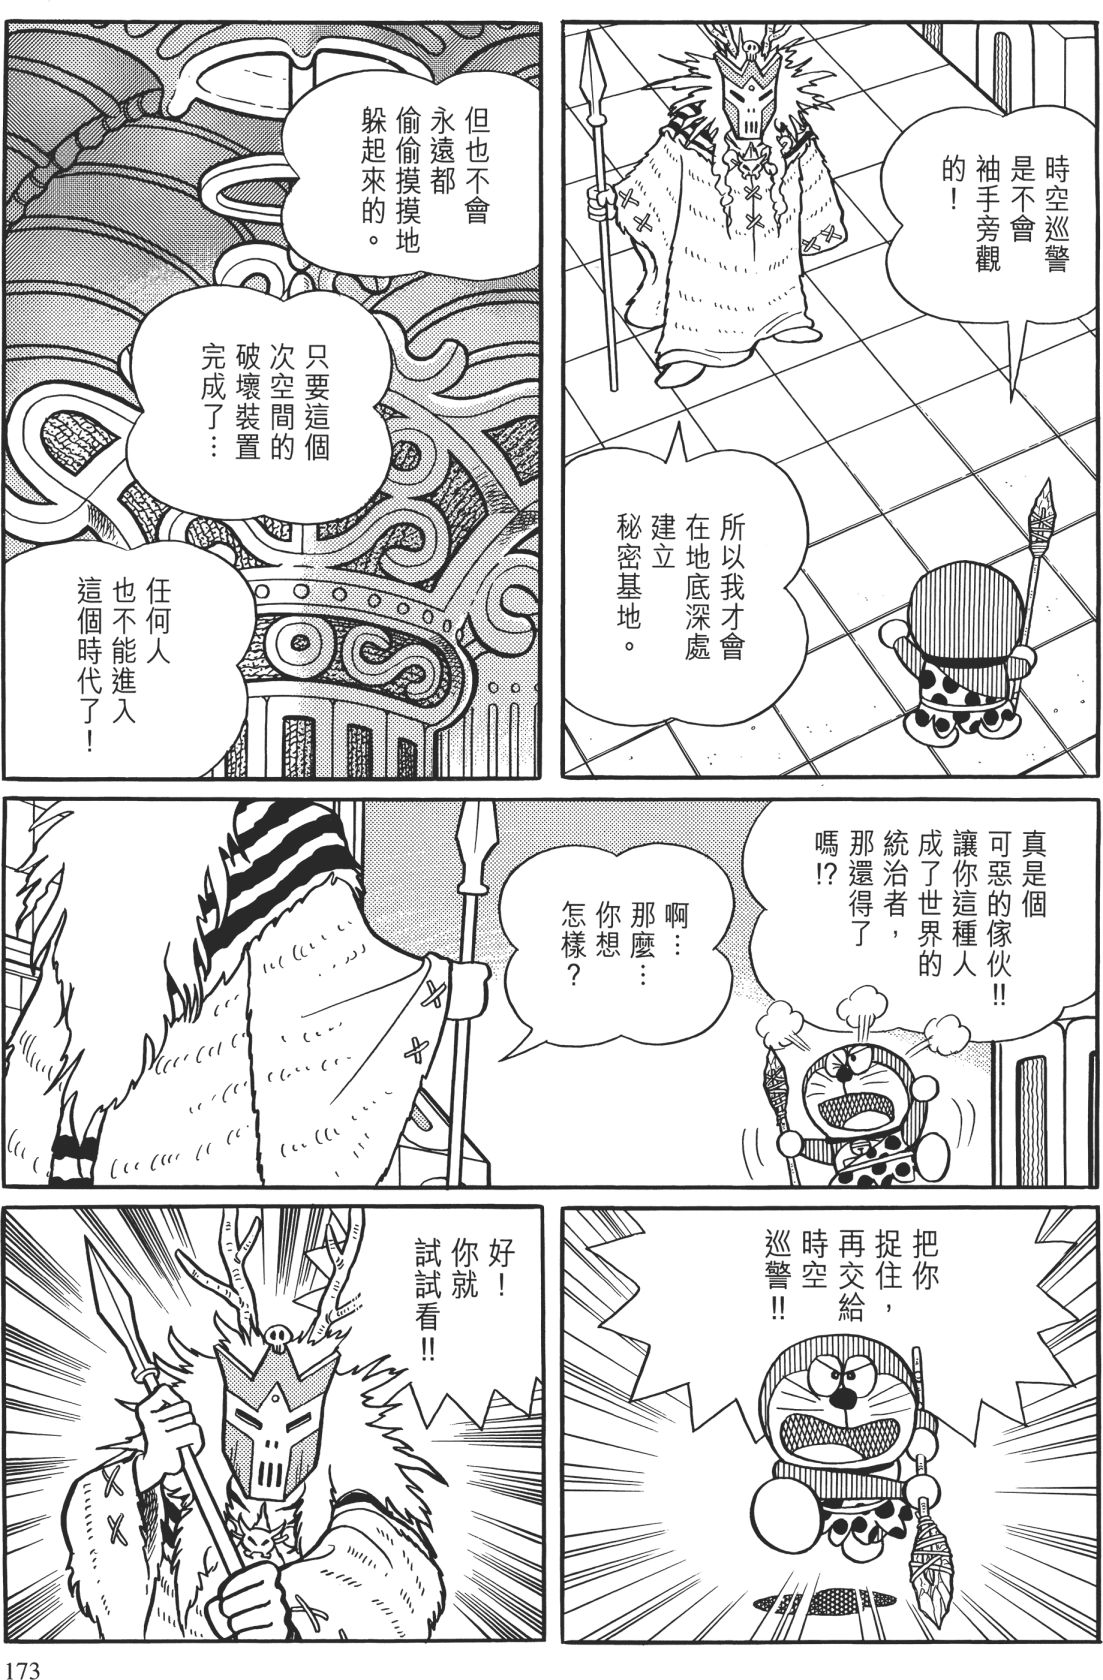 時空巡警
是不會
袖手旁觀
的！
所以我才會
在地底深處
建立
秘密基地。
但也不會
永遠都
偷偷摸摸地
躲起來的。
只要這個
次空間的
破壞裝置
完成了…
任何人
也不能進入
這個時代了！
真是個
可惡的傢伙!!
讓你這種人
成了世界的
統治者，
那還得了
嗎!?
啊…
那麼…
你想
怎樣？
把你
捉住，
再交給
時空
巡警!!
好！
你就
試試看!!
173